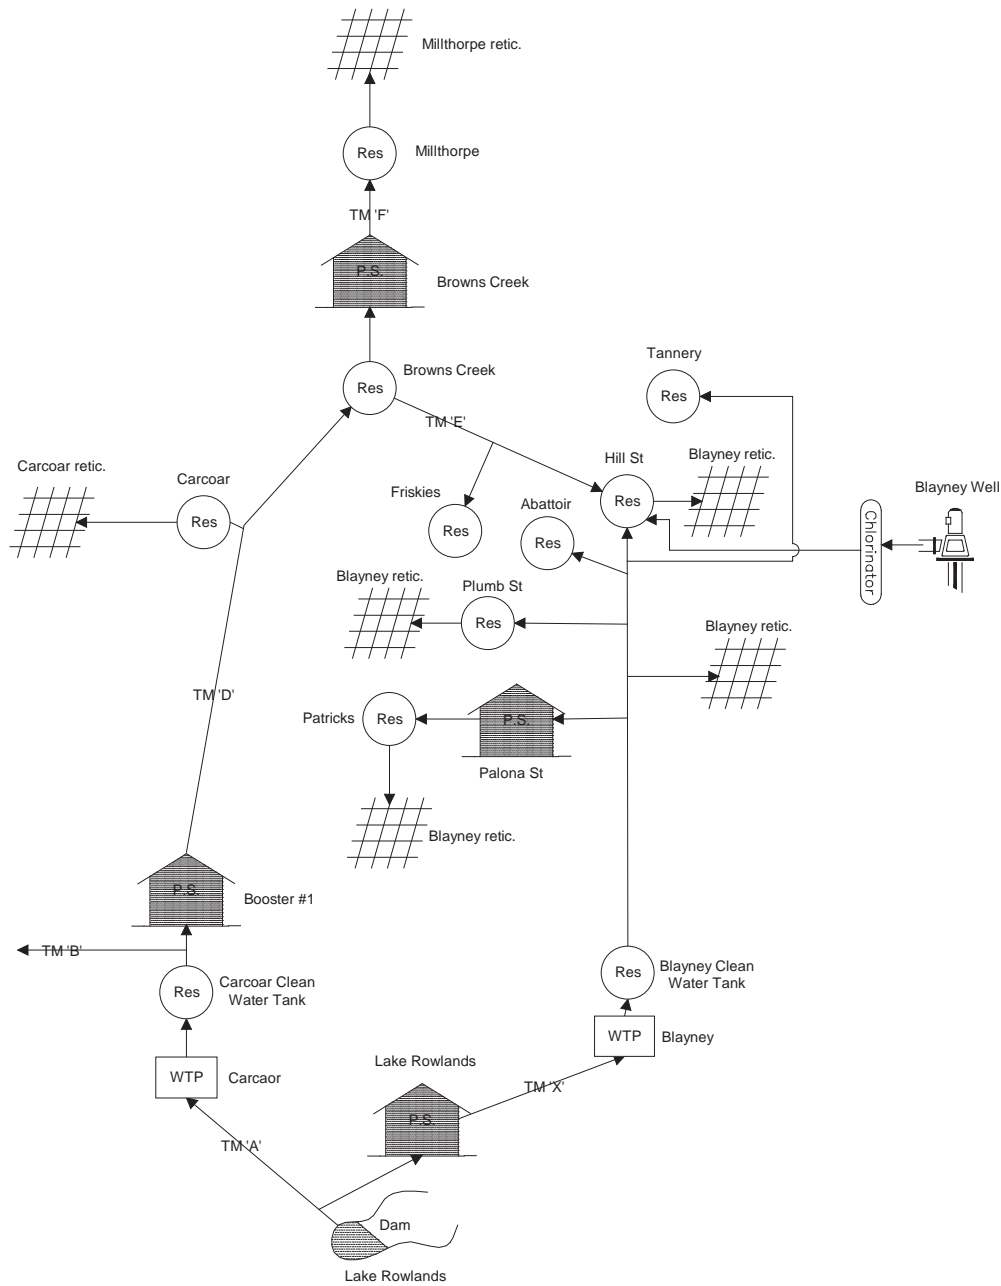 Millthorpe retic.
Res
Millthorpe
TM 'F'
P.S.
Browns Creek
Tannery
Browns Creek
Res
Res
TM 'E'
Carcoar retic.
Hill St
Blayney retic.
Carcoar
Friskies
Abattoir
Blayney Well
Res
Res
Res
Res
Chlorinator
Blayney retic.
Plumb St
Res
Blayney retic.
TM 'D'
Patricks
Res
P.S.
Palona St
Blayney retic.
P.S.
Booster #1
TM 'B'
Res
Carcoar Clean
Water Tank
Res
Blayney Clean
Water Tank
WTP
Blayney
Lake Rowlands
WTP
Carcaor
TM 'X'
P.S.
TM 'A'
Dam
Lake Rowlands